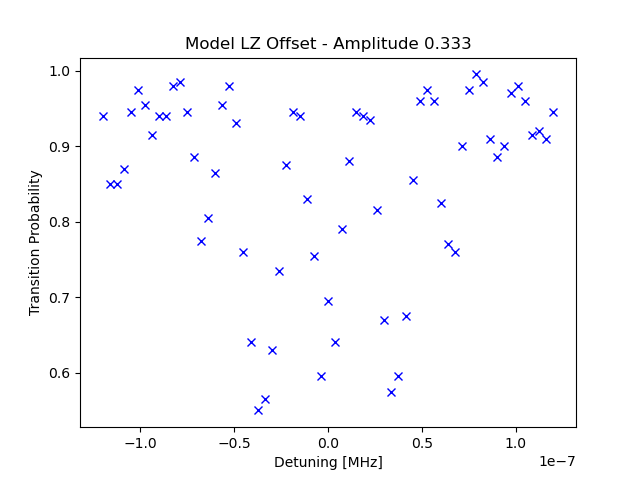 Model LZ Offset - Amplitude 0.333
1.0
0.9
0.8
0.7
0.6
Transition Probability
−1.0 −0.5 0.0 0.5 1.0
1e−7
Detuning [MHz]